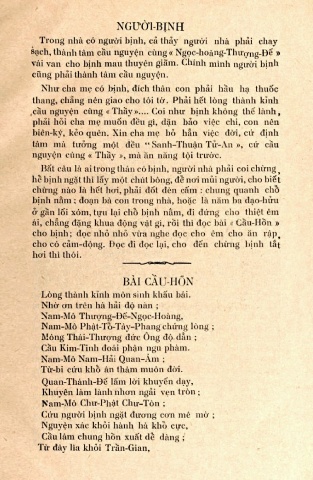 NGƯỜI-BỊNH
Trong nhà có người bịnh, cả thảy người nhà phải chay
sạch, thành tâm cầu nguyện cùng « Ngọc-hoàng-Thượng-Đế »
vái van cho bịnh mau thuyên giãm. Chính mình người bịnh
cũng phải thành tâm cầu nguyện.
Như cha mẹ có bịnh, đích thân con phải hầu hạ thuốc
thang, chẳng nên giao cho tôi tớ. Phải hết lòng thành kỉnh
cầu nguyện cùng « Thầy ».... Coi như bịnh không thế lành,
phải hỏi cha mẹ muốn đều gì, dặn bảo việc chi, con nên
biên-ký, kẻo quên. Xin cha mẹ bỏ hẳn việc đời, cứ định
tâm mà tưởng một đều “Sanh-Thuận Tử-An », cứ cầu
nguyện cùng « Thầy », mà ăn năng tội trước.
Bất câu là ai trong thân có bịnh, người nhà phải coi chừng,
hễ bịnh ngặt thì lấy một chút bông, để nơi mũi người, cho biết
chừng nào là hết hơi, phải đốt đèn cầm : chung quanh chỗ
bịnh nằm ; đoạn bà con trong nhà, hoặc là năm ba đạo-hửu
ở gần lối xóm, tựu lại chỗ bịnh nằm, đi đứng cho thiệt êm
ái, chẳng đặng khua động vật gì, rồi thì đọc bài « Cầu-Hồn »
cho bịnh ; đọc nhỏ nhỏ vừa nghe đọc cho êm cho ăn rập
cho có cảm-động. Đọc đi đọc lại, cho đến chừng bịnh tắt
hơi thì thôi.
BÀI CẦU-HỒN
Lòng thành kỉnh môn sinh khẩu bái.
Nhờ ơn trên hà hải độ nàn ;
Nam-Mô Thượng-Đế-Ngọc-Hoàng,
Nam-Mô Phật-Tổ-Tây-Phang chứng lòng ;
Mông Thái-Thượng đức Ông độ dẫn ;
Cầu Kim-Tinh đoái phận ngu phàm.
Nam-Mô Nam-Hải Quan-Âm ;
Từ-bi cứu khổ ân thâm muôn đời.
Quan-Thánh-Đế lắm lời khuyến dạy,
Khuyên làm lành nhơn ngải vẹn tròn ;
Nam-Mô Chư-Phật Chư-Tôn ;
Cứu người bịnh ngặt đương cơn mê mờ ;
Nguyện xác khỏi hành hà khổ cực,
Cầu lâm chung hồn xuất dể dàng ;
Từ đây lìa khỏi Trần-Gian,